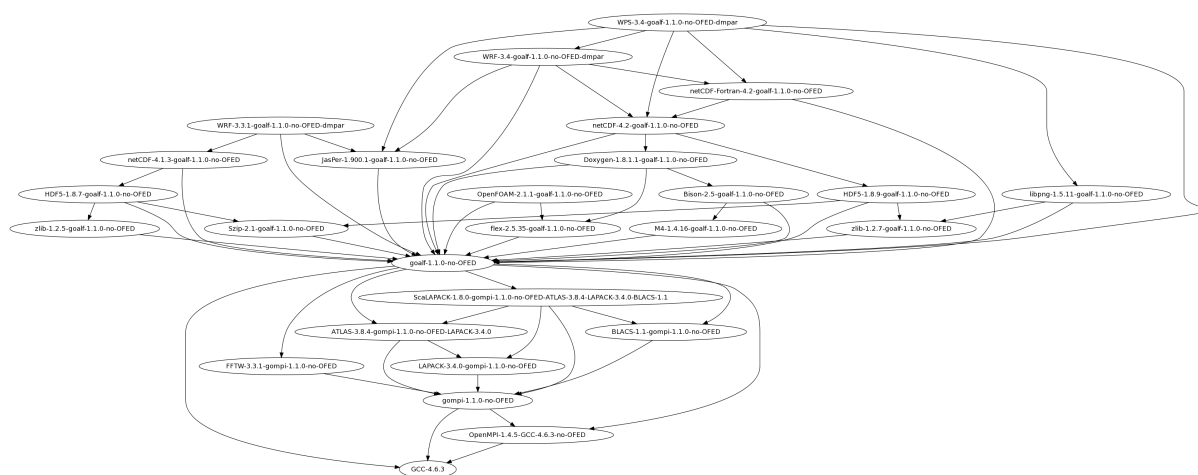 WPS-3.4-goalf-1.1.0-no-OFED-dmpar
WRF-3.4-goalf-1.1.0-no-OFED-dmpar
netCDF-Fortran-4.2-goalf-1.1.0-no-OFED
WRF-3.3.1-goalf-1.1.0-no-OFED-dmpar
netCDF-4.2-goalf-1.1.0-no-OFED
netCDF-4.1.3-goalf-1.1.0-no-OFED
JasPer-1.900.1-goalf-1.1.0-no-OFED
Doxygen-1.8.1.1-goalf-1.1.0-no-OFED
HDF5-1.8.7-goalf-1.1.0-no-OFED
OpenFOAM-2.1.1-goalf-1.1.0-no-OFED
Bison-2.5-goalf-1.1.0-no-OFED
HDF5-1.8.9-goalf-1.1.0-no-OFED
libpng-1.5.11-goalf-1.1.0-no-OFED
zlib-1.2.5-goalf-1.1.0-no-OFED
Szip-2.1-goalf-1.1.0-no-OFED
flex-2.5.35-goalf-1.1.0-no-OFED
M4-1.4.16-goalf-1.1.0-no-OFED
zlib-1.2.7-goalf-1.1.0-no-OFED
goalf-1.1.0-no-OFED
ScaLAPACK-1.8.0-gompi-1.1.0-no-OFED-ATLAS-3.8.4-LAPACK-3.4.0-BLACS-1.1
ATLAS-3.8.4-gompi-1.1.0-no-OFED-LAPACK-3.4.0
BLACS-1.1-gompi-1.1.0-no-OFED
FFTW-3.3.1-gompi-1.1.0-no-OFED
LAPACK-3.4.0-gompi-1.1.0-no-OFED
gompi-1.1.0-no-OFED
OpenMPI-1.4.5-GCC-4.6.3-no-OFED
GCC-4.6.3